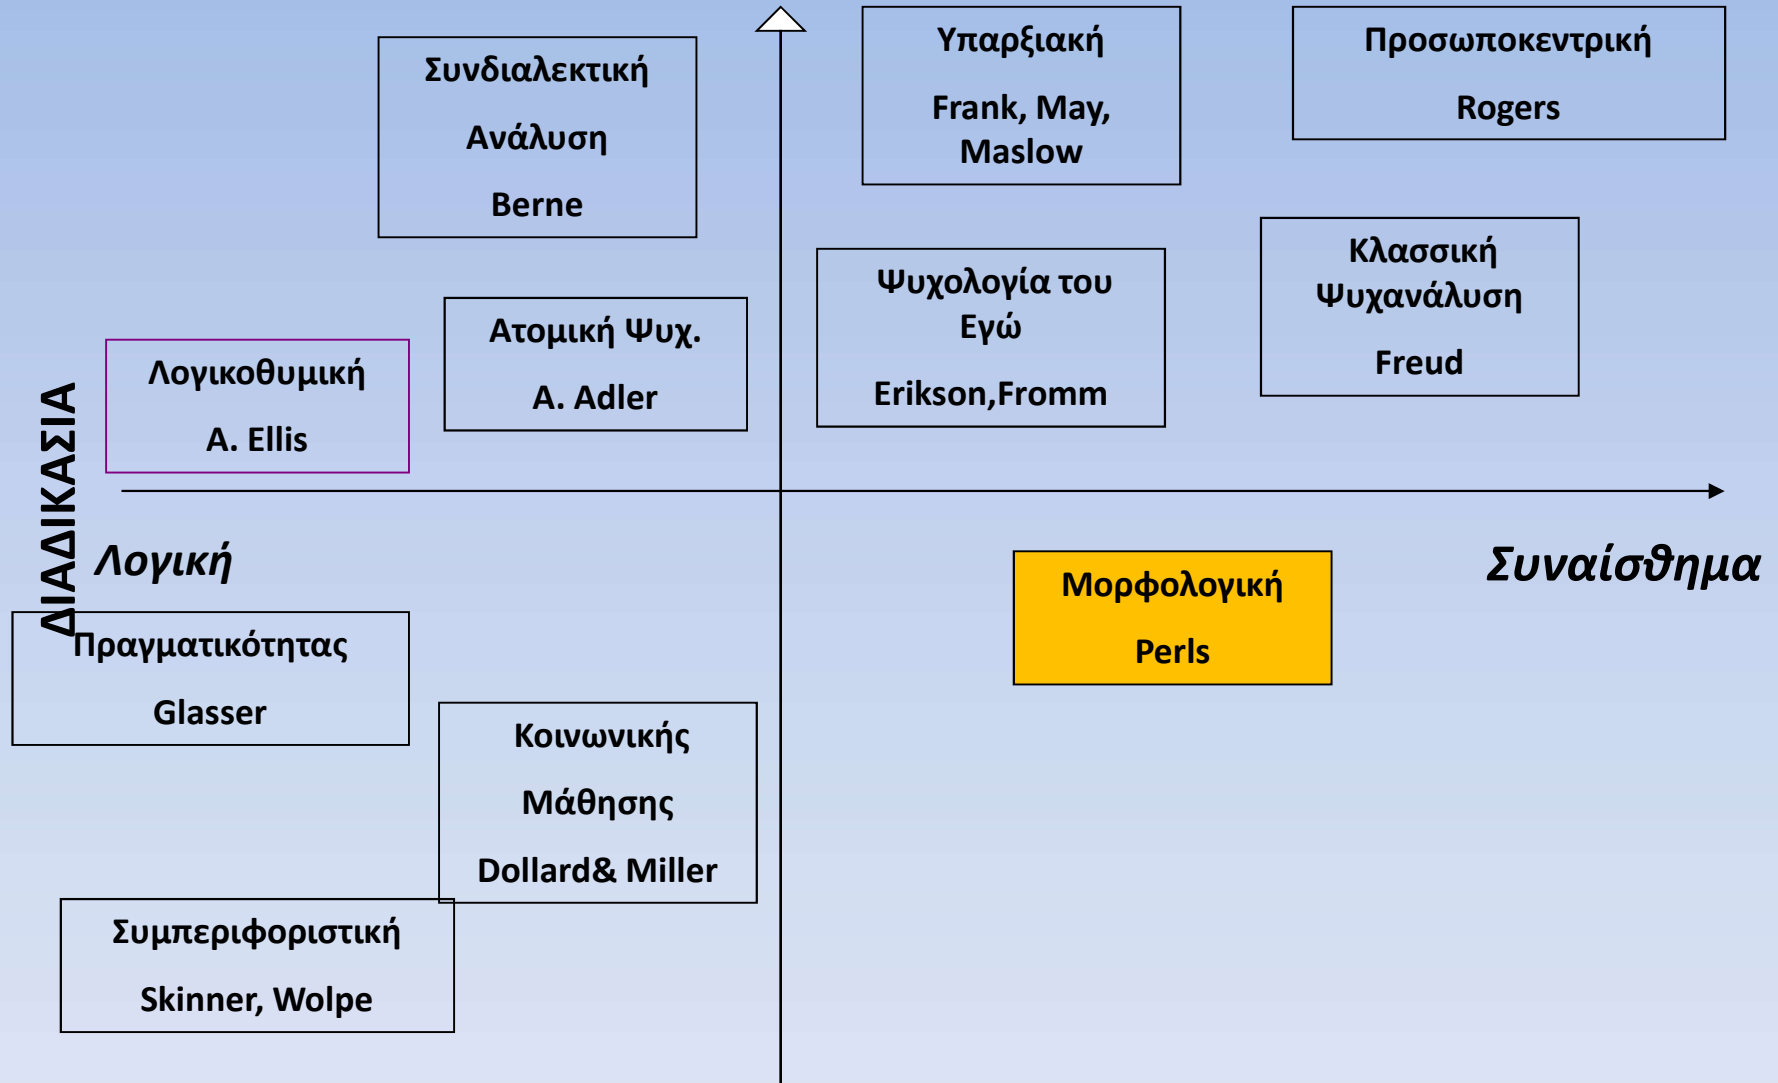 Συνδιαλεκτική
Ανάλυση
Berne
Υπαρξιακή
Frank, May,
Maslow
Προσωποκεντρική
Rogers
Λογικοθυμική
A. Ellis
Ατομική Ψυχ.
A. Adler
Ψυχολογία του
Εγώ
Erikson,Fromm
Κλασσική
Ψυχανάλυση
Freud
ΔΙΑΔΙΚΑΣΙΑ
Λογική
Συναίσθημα
Πραγματικότητας
Glasser
Μορφολογική
Perls
Κοινωνικής
Μάθησης
Dollard& Miller
Συμπεριφοριστική
Skinner, Wolpe